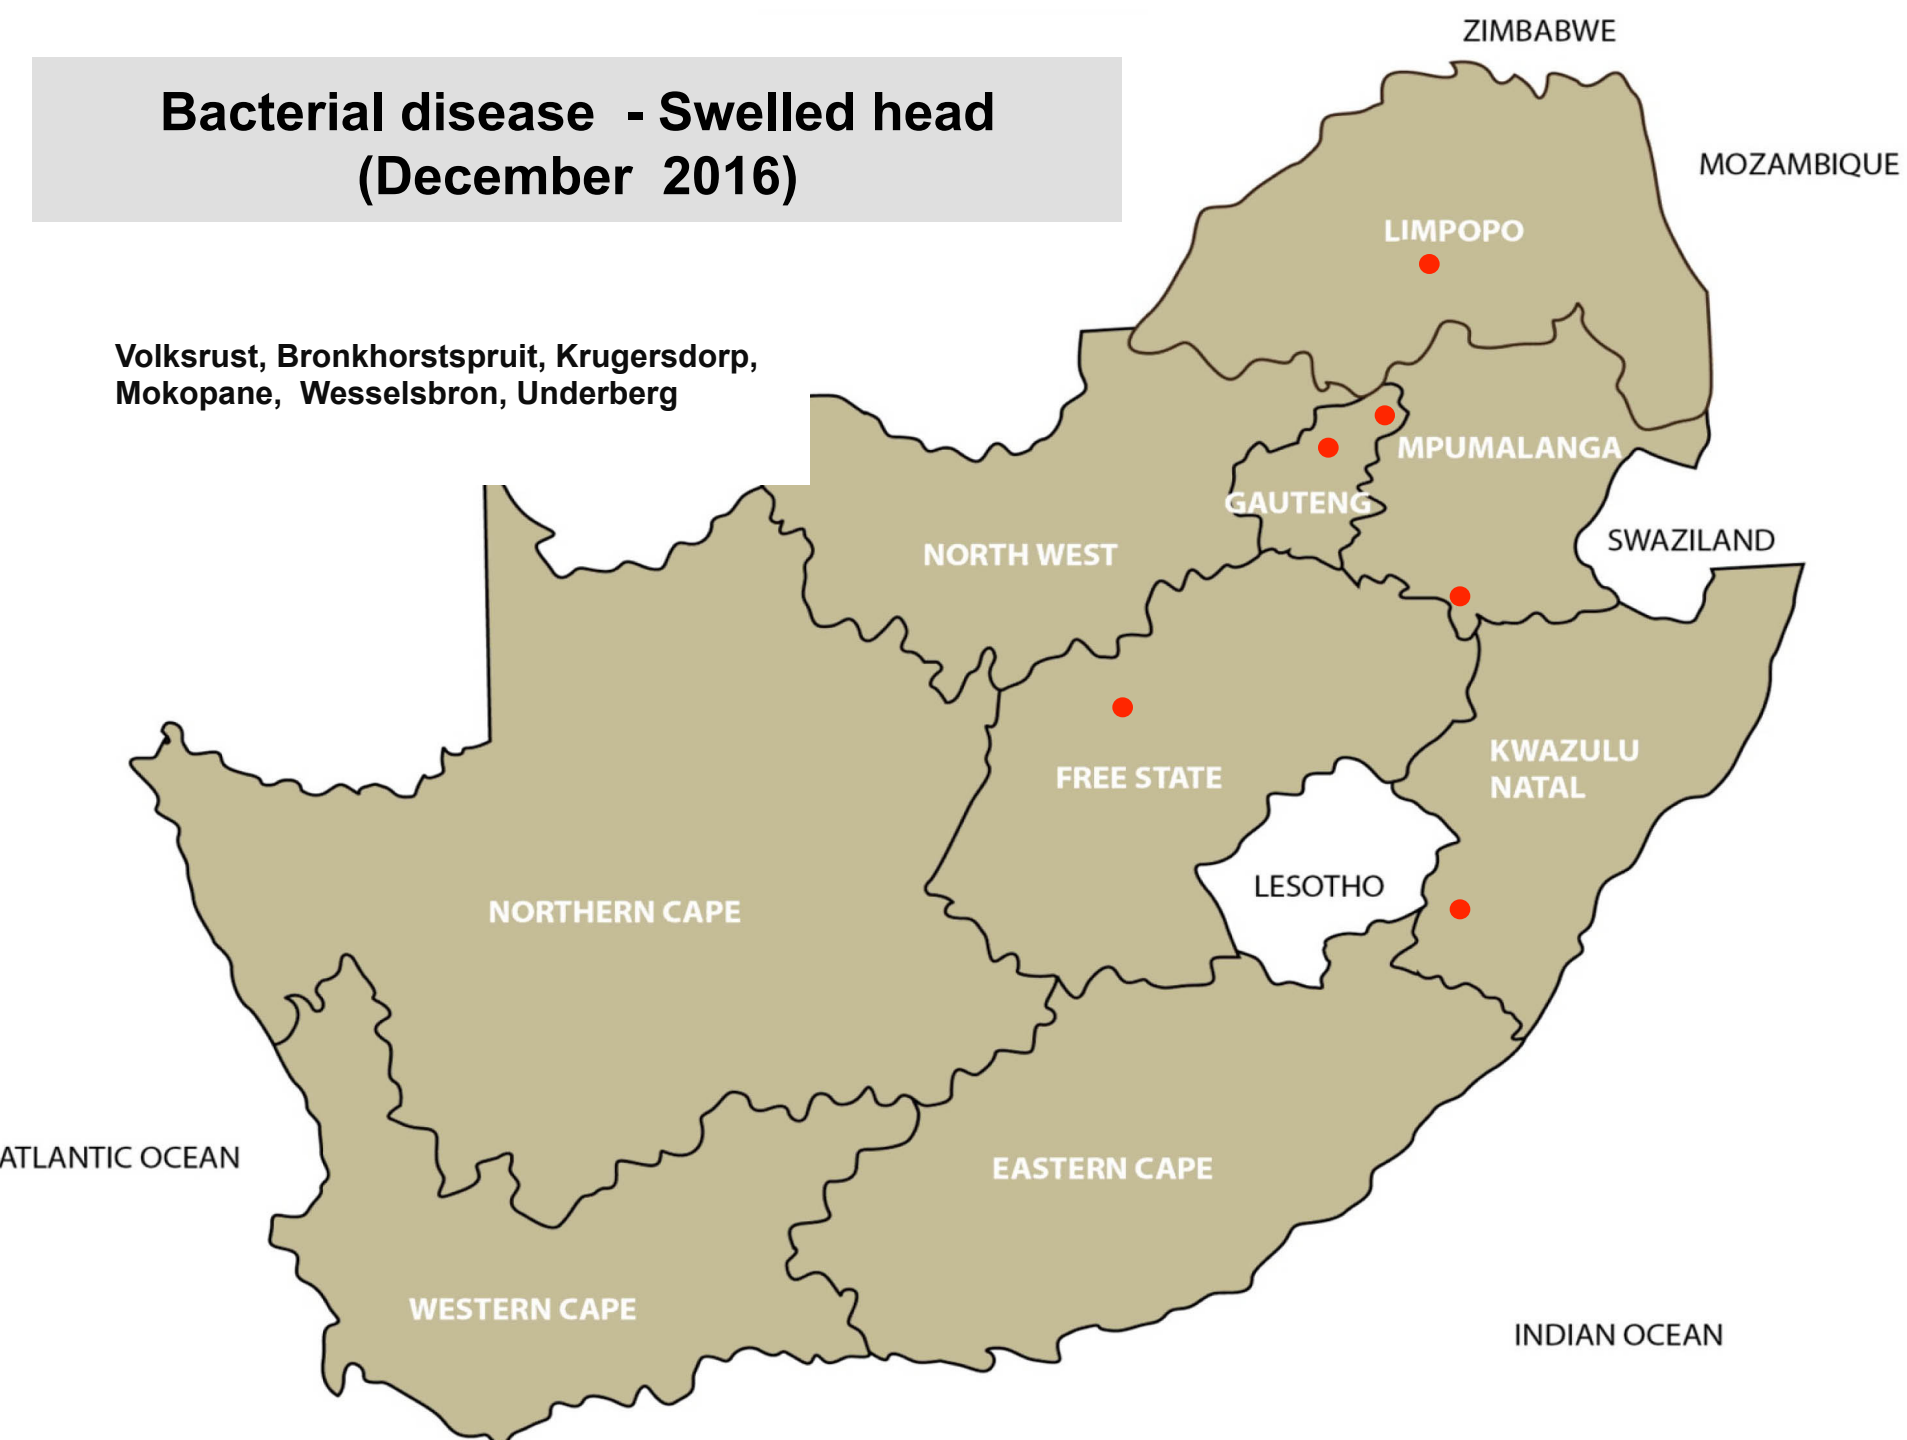 Bacterial disease - Swelled head
(December 2016)
Volksrust, Bronkhorstspruit, Krugersdorp,
Mokopane, Wesselsbron, Underberg
ZIMBABWE
MOZAMBIQUE
LIMPOPO
MPUMALANGA
GAUTENG
SWAZILAND
NORTH WEST
KWAZULU
NATAL
FREE STATE
LESOTHO
NORTHERN CAPE
ATLANTIC OCEAN
EASTERN CAPE
WESTERN CAPE
INDIAN OCEAN